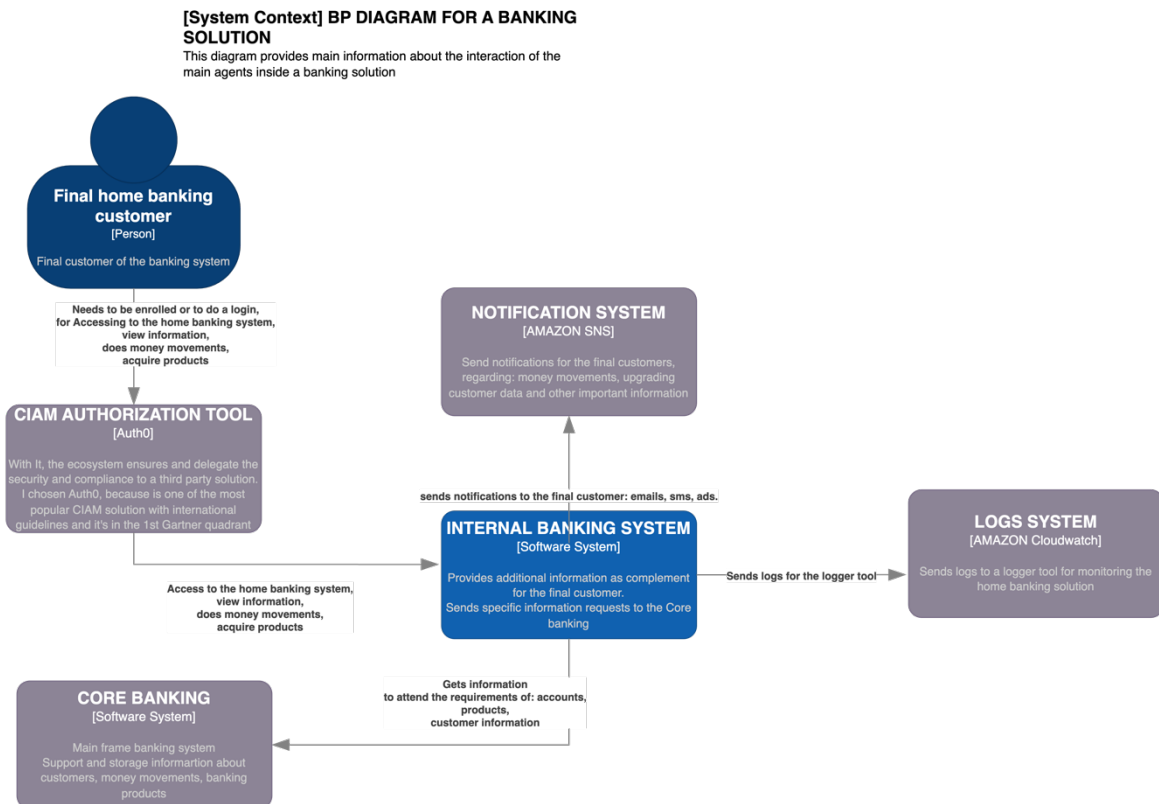 [System Context] BP DIAGRAM FOR A BANKING
SOLUTION
This diagram provides main information about the interaction of the
main agents inside a banking solution
Final home banking
customer
[Person]
Final customer of the banking system
Needs to be enrolled or to do a login,
for Accessing to the home banking system,
view information,
does money movements,
acquire products
NOTIFICATION SYSTEM
[AMAZON SNS]
Send notifications for the final customers,
regarding: money movements, upgrading
customer data and other important information
CIAM AUTHORIZATION TOOL
[Auth0]
With It, the ecosystem ensures and delegate the
security and compliance to a third party solution.
I chosen Auth0, because is one of the most
popular CIAM solution with international
guidelines and it's in the 1st Gartner quadrant
sends notifications to the final customer: emails, sms, ads.
INTERNAL BANKING SYSTEM
[Software System]
Provides additional information as complement
for the final customer.
Sends specific information requests to the Core
banking
Sends logs for the logger tool
LOGS SYSTEM
[AMAZON Cloudwatch]
Sends logs to a logger tool for monitoring the
home banking solution
Access to the home banking system,
view information,
does money movements,
acquire products
Gets information
to attend the requirements of: accounts,
products,
customer information
CORE BANKING
[Software System]
Main frame banking system
Support and storage informartion about
customers, money movements, banking
products